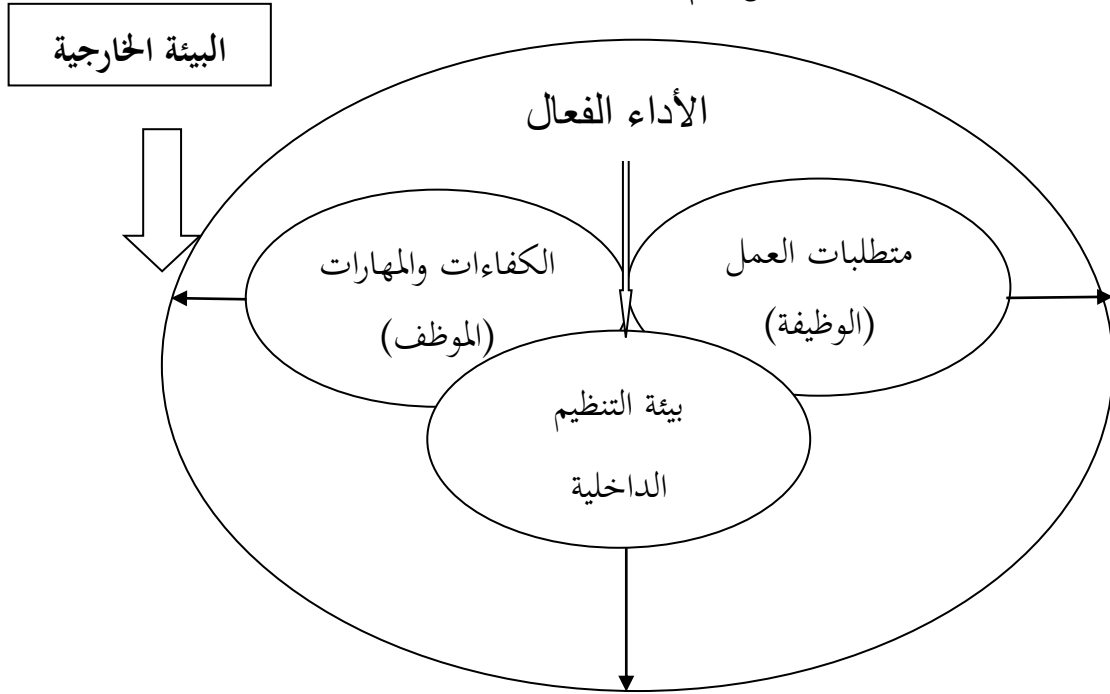 البيئة الخارجية
الأداء الفعال
متطلبات العمل
(الوظيفة)
الكفاءات والمهارات
(الموظف)
بيئة التنظيم
الداخلية